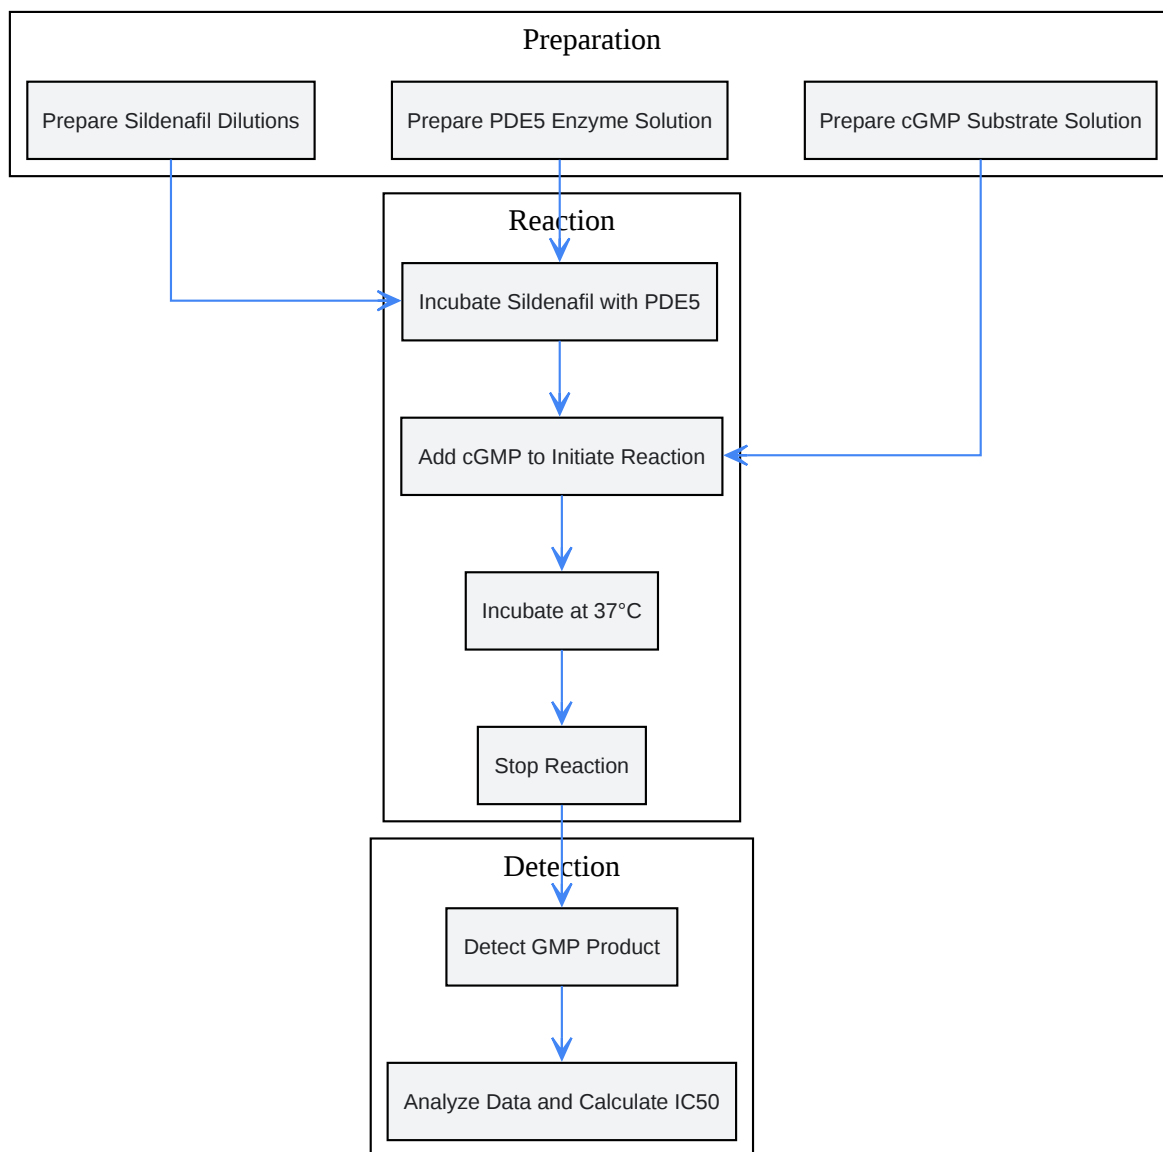 Preparation
Prepare Sildenafil Dilutions
Prepare PDE5 Enzyme Solution
Prepare cGMP Substrate Solution
Reaction
Incubate Sildenafil with PDE5
Add cGMP to Initiate Reaction
Incubate at 37°C
Stop Reaction
Detection
Detect GMP Product
Analyze Data and Calculate IC50